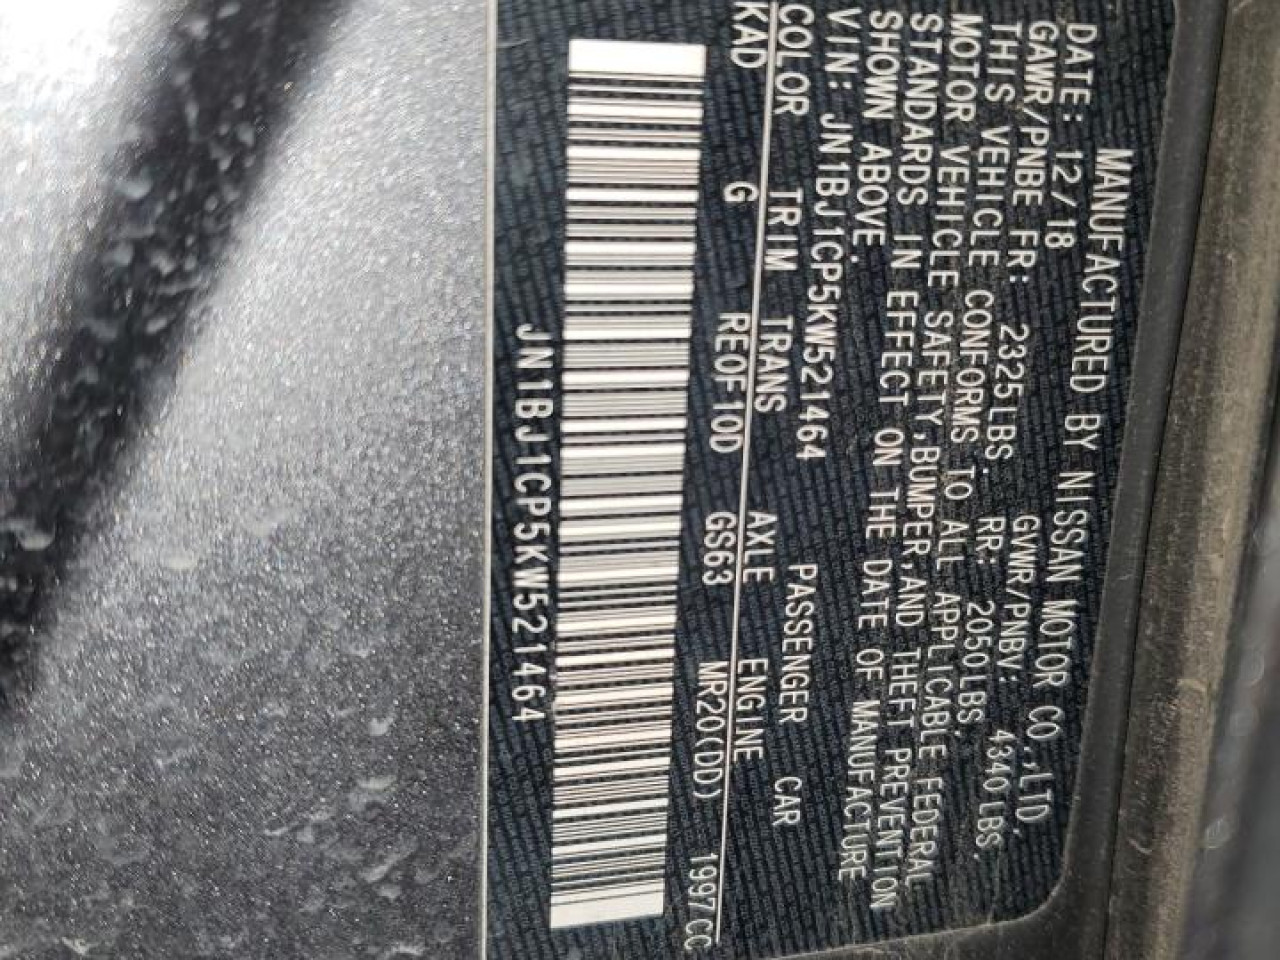 MANUFACTURED BY NISSAN MOTOR CO.,LTD.
DATE: 12/18 GVWR/PNBV: 4340LBS.
GAWR/PNBE FR: 2325LBS. RR: 2050LBS.
THIS VEHICLE CONFORMS TO ALL APPLICABLE FEDERAL
MOTOR VEHICLE SAFETY,BUMPER,AND THEFT PREVENTION
STANDARDS IN EFFECT ON THE DATE OF MANUFACTURE
SHOWN ABOVE.
VIN: JN1BJ1CP5KW521464 PASSENGER CAR
COLOR TRIM TRANS AXLE ENGINE
KAD G REOF10D GS63 MR20(DD) 1997CC
JN1BJ1CP5KW521464